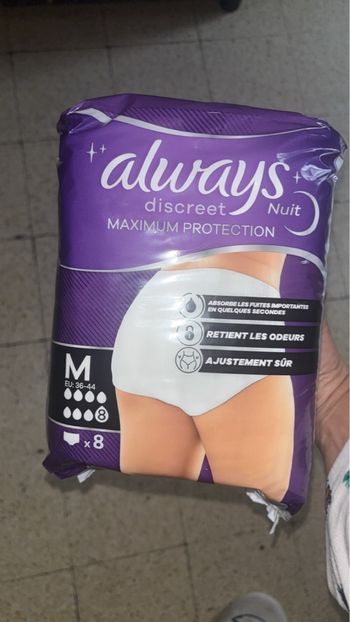 always
discreet Nuit
MAXIMUM PROTECTION
ABSORBE LES FUITES IMPORTANTES
EN QUELQUES SECONDES
RETIENT LES ODEURS
AJUSTEMENT SÛR
M
EU: 36-44
8
x 8